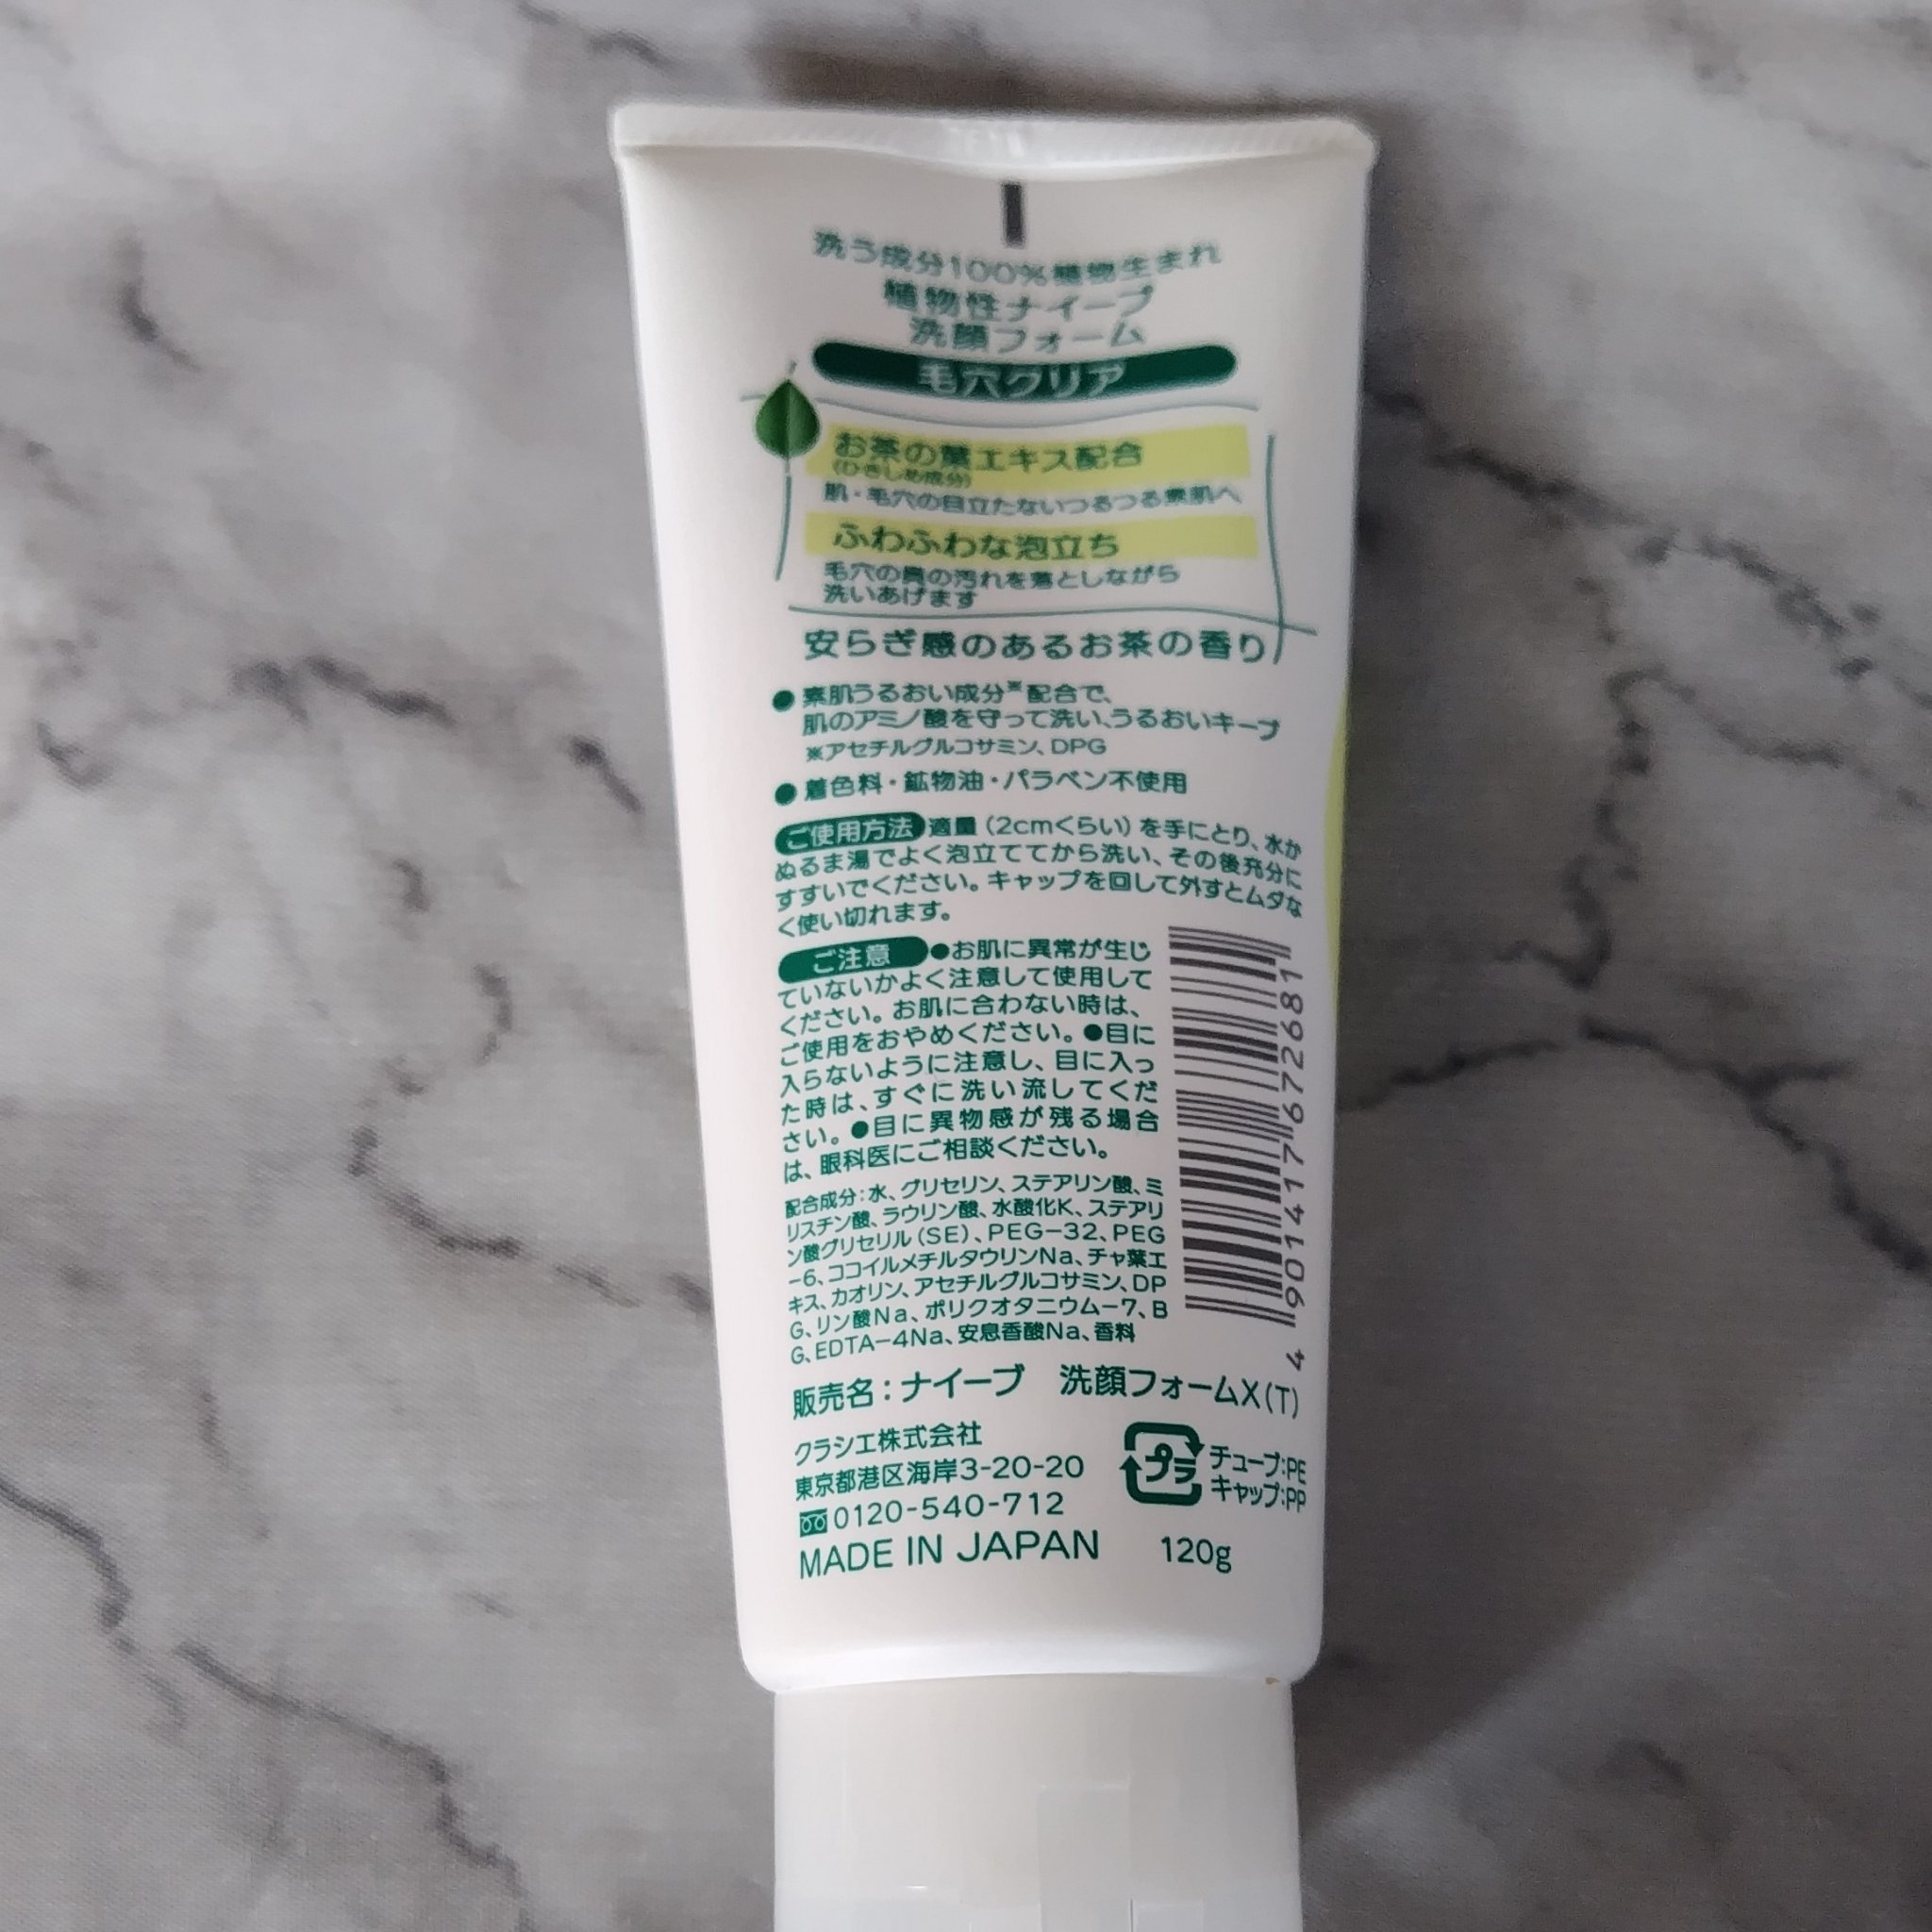 洗う成分100%植物生まれ
植物性ナイーブ
洗顔フォーム
毛穴クリア
お茶の葉エキス配合
(ひきしめ成分)
肌・毛穴の目立たないつるつる素肌へ
ふわふわな泡立ち
毛穴の奥の汚れを落としながら
洗いあげます
安らぎ感のあるお茶の香り
●素肌うるおい成分※配合で、
肌のアミノ酸を守って洗い、うるおいキープ
※アセチルグルコサミン、DPG
●着色料・鉱物油・パラベン不使用
ご使用方法 適量(2cmくらい)を手にとり、水か
ぬるま湯でよく泡立ててから洗い、その後充分に
すすいでください。キャップを回して外すとムダな
く使い切れます。
ご注意 ●お肌に異常が生じ
ていないかよく注意して使用して
ください。お肌に合わない時は、
ご使用をおやめください。●目に
入らないように注意し、目に入っ
た時は、すぐに洗い流してくだ
さい。●目に異物感が残る場合
は、眼科医にご相談ください。
配合成分:水、グリセリン、ステアリン酸、ミ
リスチン酸、ラウリン酸、水酸化K、ステアリ
ン酸グリセリル(SE)、PEG-32、PEG
-6、ココイルメチルタウリンNa、チャ葉エ
キス、カオリン、アセチルグルコサミン、DP
G、リン酸Na、ポリクオタニウム-7、B
G、EDTA-4Na、安息香酸Na、香料
4 901417 672681
販売名:ナイーブ 洗顔フォームX(T)
クラシエ株式会社
東京都港区海岸3-20-20
0120-540-712
MADE IN JAPAN 120g
プラ
チューブ:PE
キャップ:PP